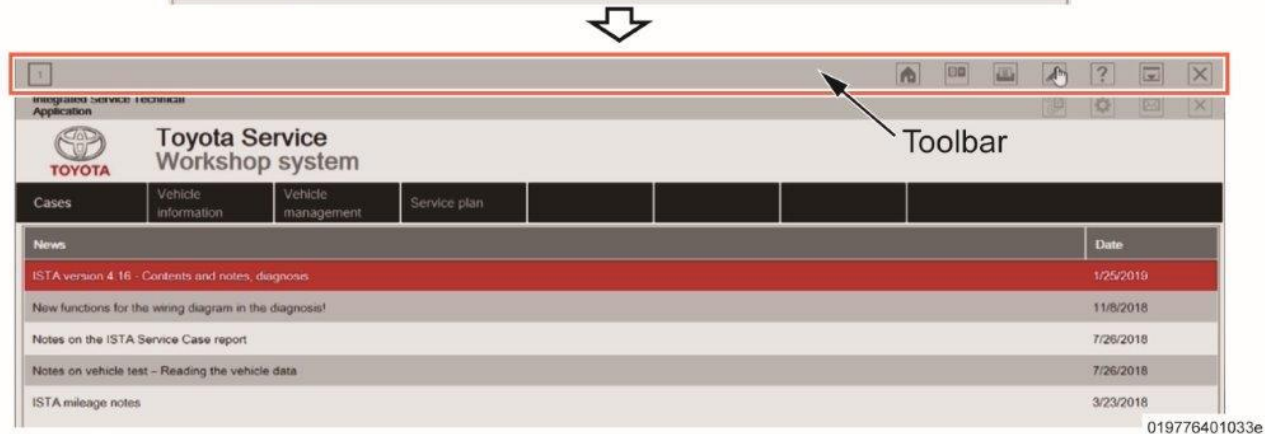 1
?
Integrated Service Technical
Application
Toolbar
TOYOTA
Toyota Service
Workshop system
Cases
Vehicle
information
Vehicle
management
Service plan
News
Date
ISTA version 4.16 - Contents and notes, diagnosis
1/25/2019
New functions for the wiring diagram in the diagnosis!
11/8/2018
Notes on the ISTA Service Case report
7/26/2018
Notes on vehicle test – Reading the vehicle data
7/26/2018
ISTA mileage notes
3/23/2018
019776401033e